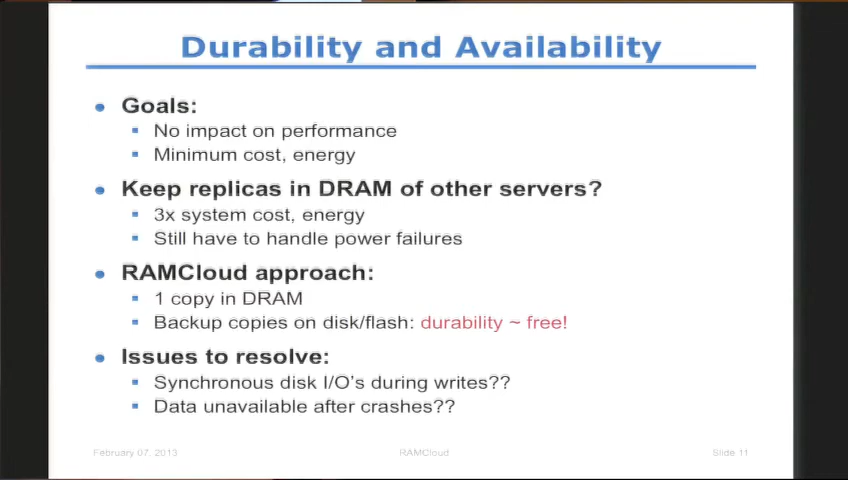 Durability and Availability
Goals:
No impact on performance
Minimum cost, energy
Keep replicas in DRAM of other servers?
3x system cost, energy
Still have to handle power failures
RAMCloud approach:
1 copy in DRAM
Backup copies on disk/flash: durability ~ free!
Issues to resolve:
Synchronous disk I/O's during writes??
Data unavailable after crashes??
February 07, 2013 RAMCloud Slide 11